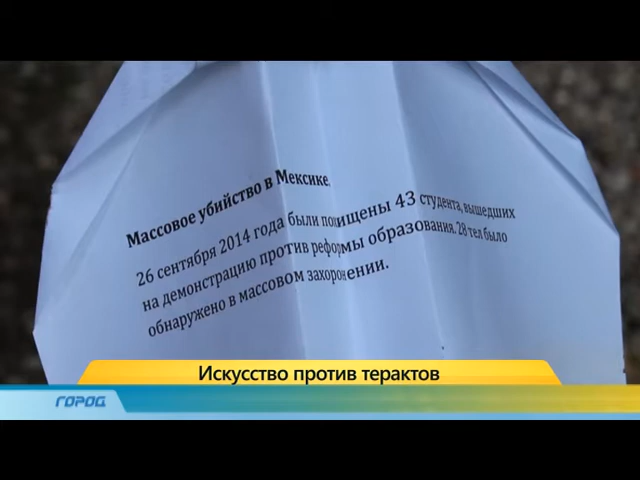 Массовое убийство в Мексике.
26 сентября 2014 года были похищены 43 студента, вышедших
на демонстрацию против реформы образования. 28 тел было
обнаружено в массовом захоронении.
Искусство против терактов
ГОРОД